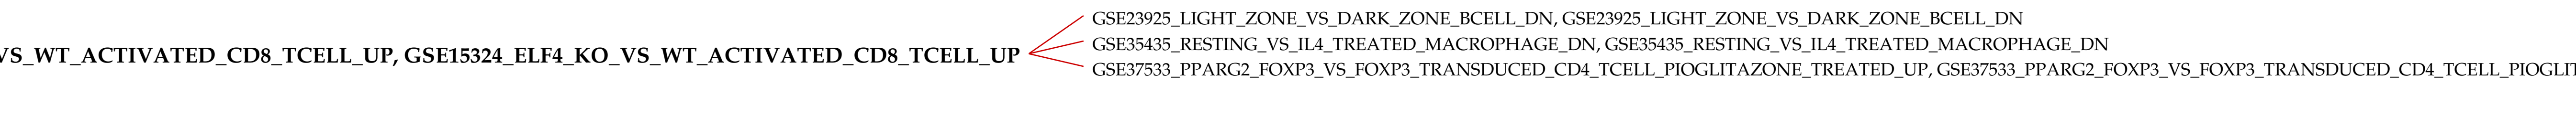 GSE23925_LIGHT_ZONE_VS_DARK_ZONE_BCELL_DN, GSE23925_LIGHT_ZONE_VS_DARK_ZONE_BCELL_DN
GSE35435_RESTING_VS_IL4_TREATED_MACROPHAGE_DN, GSE35435_RESTING_VS_IL4_TREATED_MACROPHAGE_DN
VS_WT_ACTIVATED_CD8_TCELL_UP, GSE15324_ELF4_KO_VS_WT_ACTIVATED_CD8_TCELL_UP
GSE37533_PPARG2_FOXP3_VS_FOXP3_TRANSDUCED_CD4_TCELL_PIOGLITAZONE_TREATED_UP, GSE37533_PPARG2_FOXP3_VS_FOXP3_TRANSDUCED_CD4_TCELL_PIOGLIT